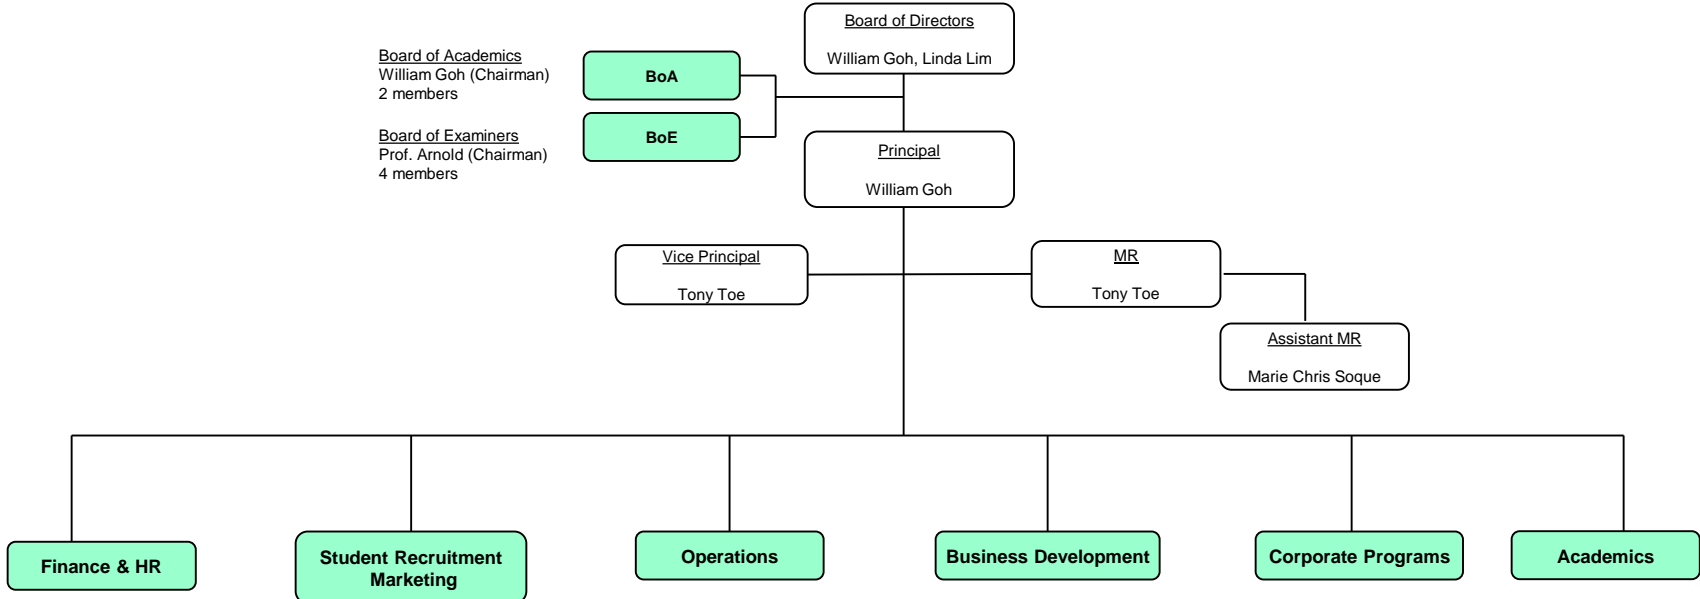 Board of Directors
William Goh, Linda Lim
Board of Academics
William Goh (Chairman)
2 members
BoA
Board of Examiners
Prof. Arnold (Chairman)
4 members
BoE
Principal
William Goh
Vice Principal
Tony Toe
MR
Tony Toe
Assistant MR
Marie Chris Soque
Finance & HR
Student Recruitment
Marketing
Operations
Business Development
Corporate Programs
Academics